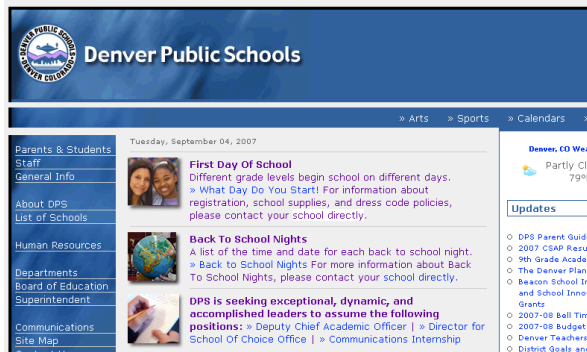 DENVER PUBLIC SCHOOLS
DENVER COLORADO
Denver Public Schools
» Arts » Sports » Calendars »
Parents & Students
Staff
General Info
About DPS
List of Schools
Human Resources
Departments
Board of Education
Superintendent
Communications
Site Map
Tuesday, September 04, 2007
First Day Of School
Different grade levels begin school on different days.
» What Day Do You Start! For information about
registration, school supplies, and dress code policies,
please contact your school directly.
Back To School Nights
A list of the time and date for each back to school night.
» Back to School Nights For more information about Back
To School Nights, please contact your school directly.
DPS is seeking exceptional, dynamic, and
accomplished leaders to assume the following
positions: » Deputy Chief Academic Officer | » Director for
School Of Choice Office | » Communications Internship
Denver, CO Wea
Partly Cl
79º
Updates
DPS Parent Guid
2007 CSAP Resu
9th Grade Acade
The Denver Plan
Beacon School In
and School Inno
Grants
2007-08 Bell Tim
2007-08 Budget
Denver Teachers
District Goals an